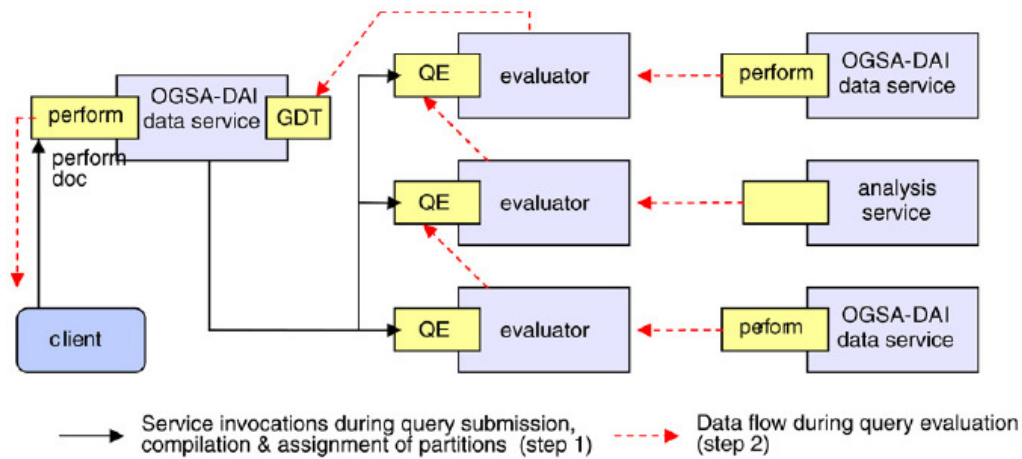 perform
OGSA-DAI
data service
GDT
perform
doc
client
QE
evaluator
perform
OGSA-DAI
data service
QE
evaluator
analysis
service
QE
evaluator
perform
OGSA-DAI
data service
Service invocations during query submission,
compilation & assignment of partitions (step 1)
Data flow during query evaluation
(step 2)